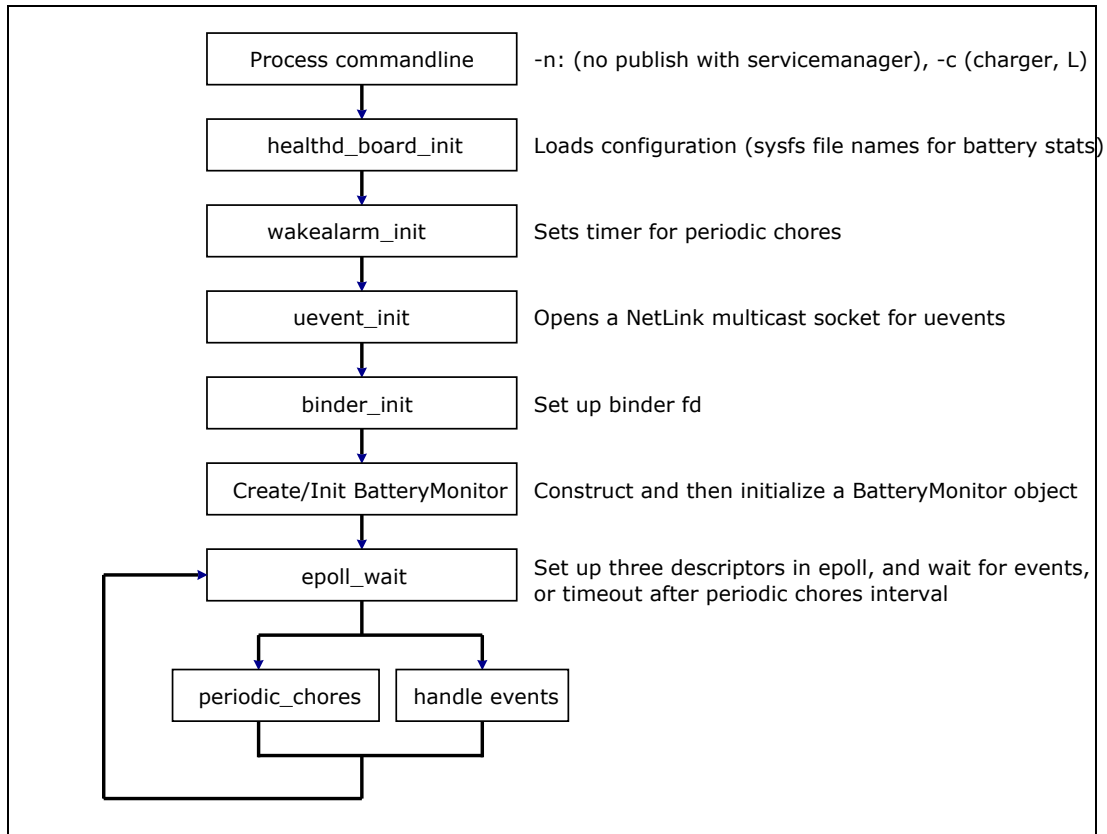 Process commandline -n: (no publish with servicemanager), -c (charger, L)
healthd_board_init Loads configuration (sysfs file names for battery stats)
wakealarm_init Sets timer for periodic chores
uevent_init Opens a NetLink multicast socket for uevents
binder_init Set up binder fd
Create/Init BatteryMonitor Construct and then initialize a BatteryMonitor object
epoll_wait Set up three descriptors in epoll, and wait for events,
or timeout after periodic chores interval
periodic_chores handle events